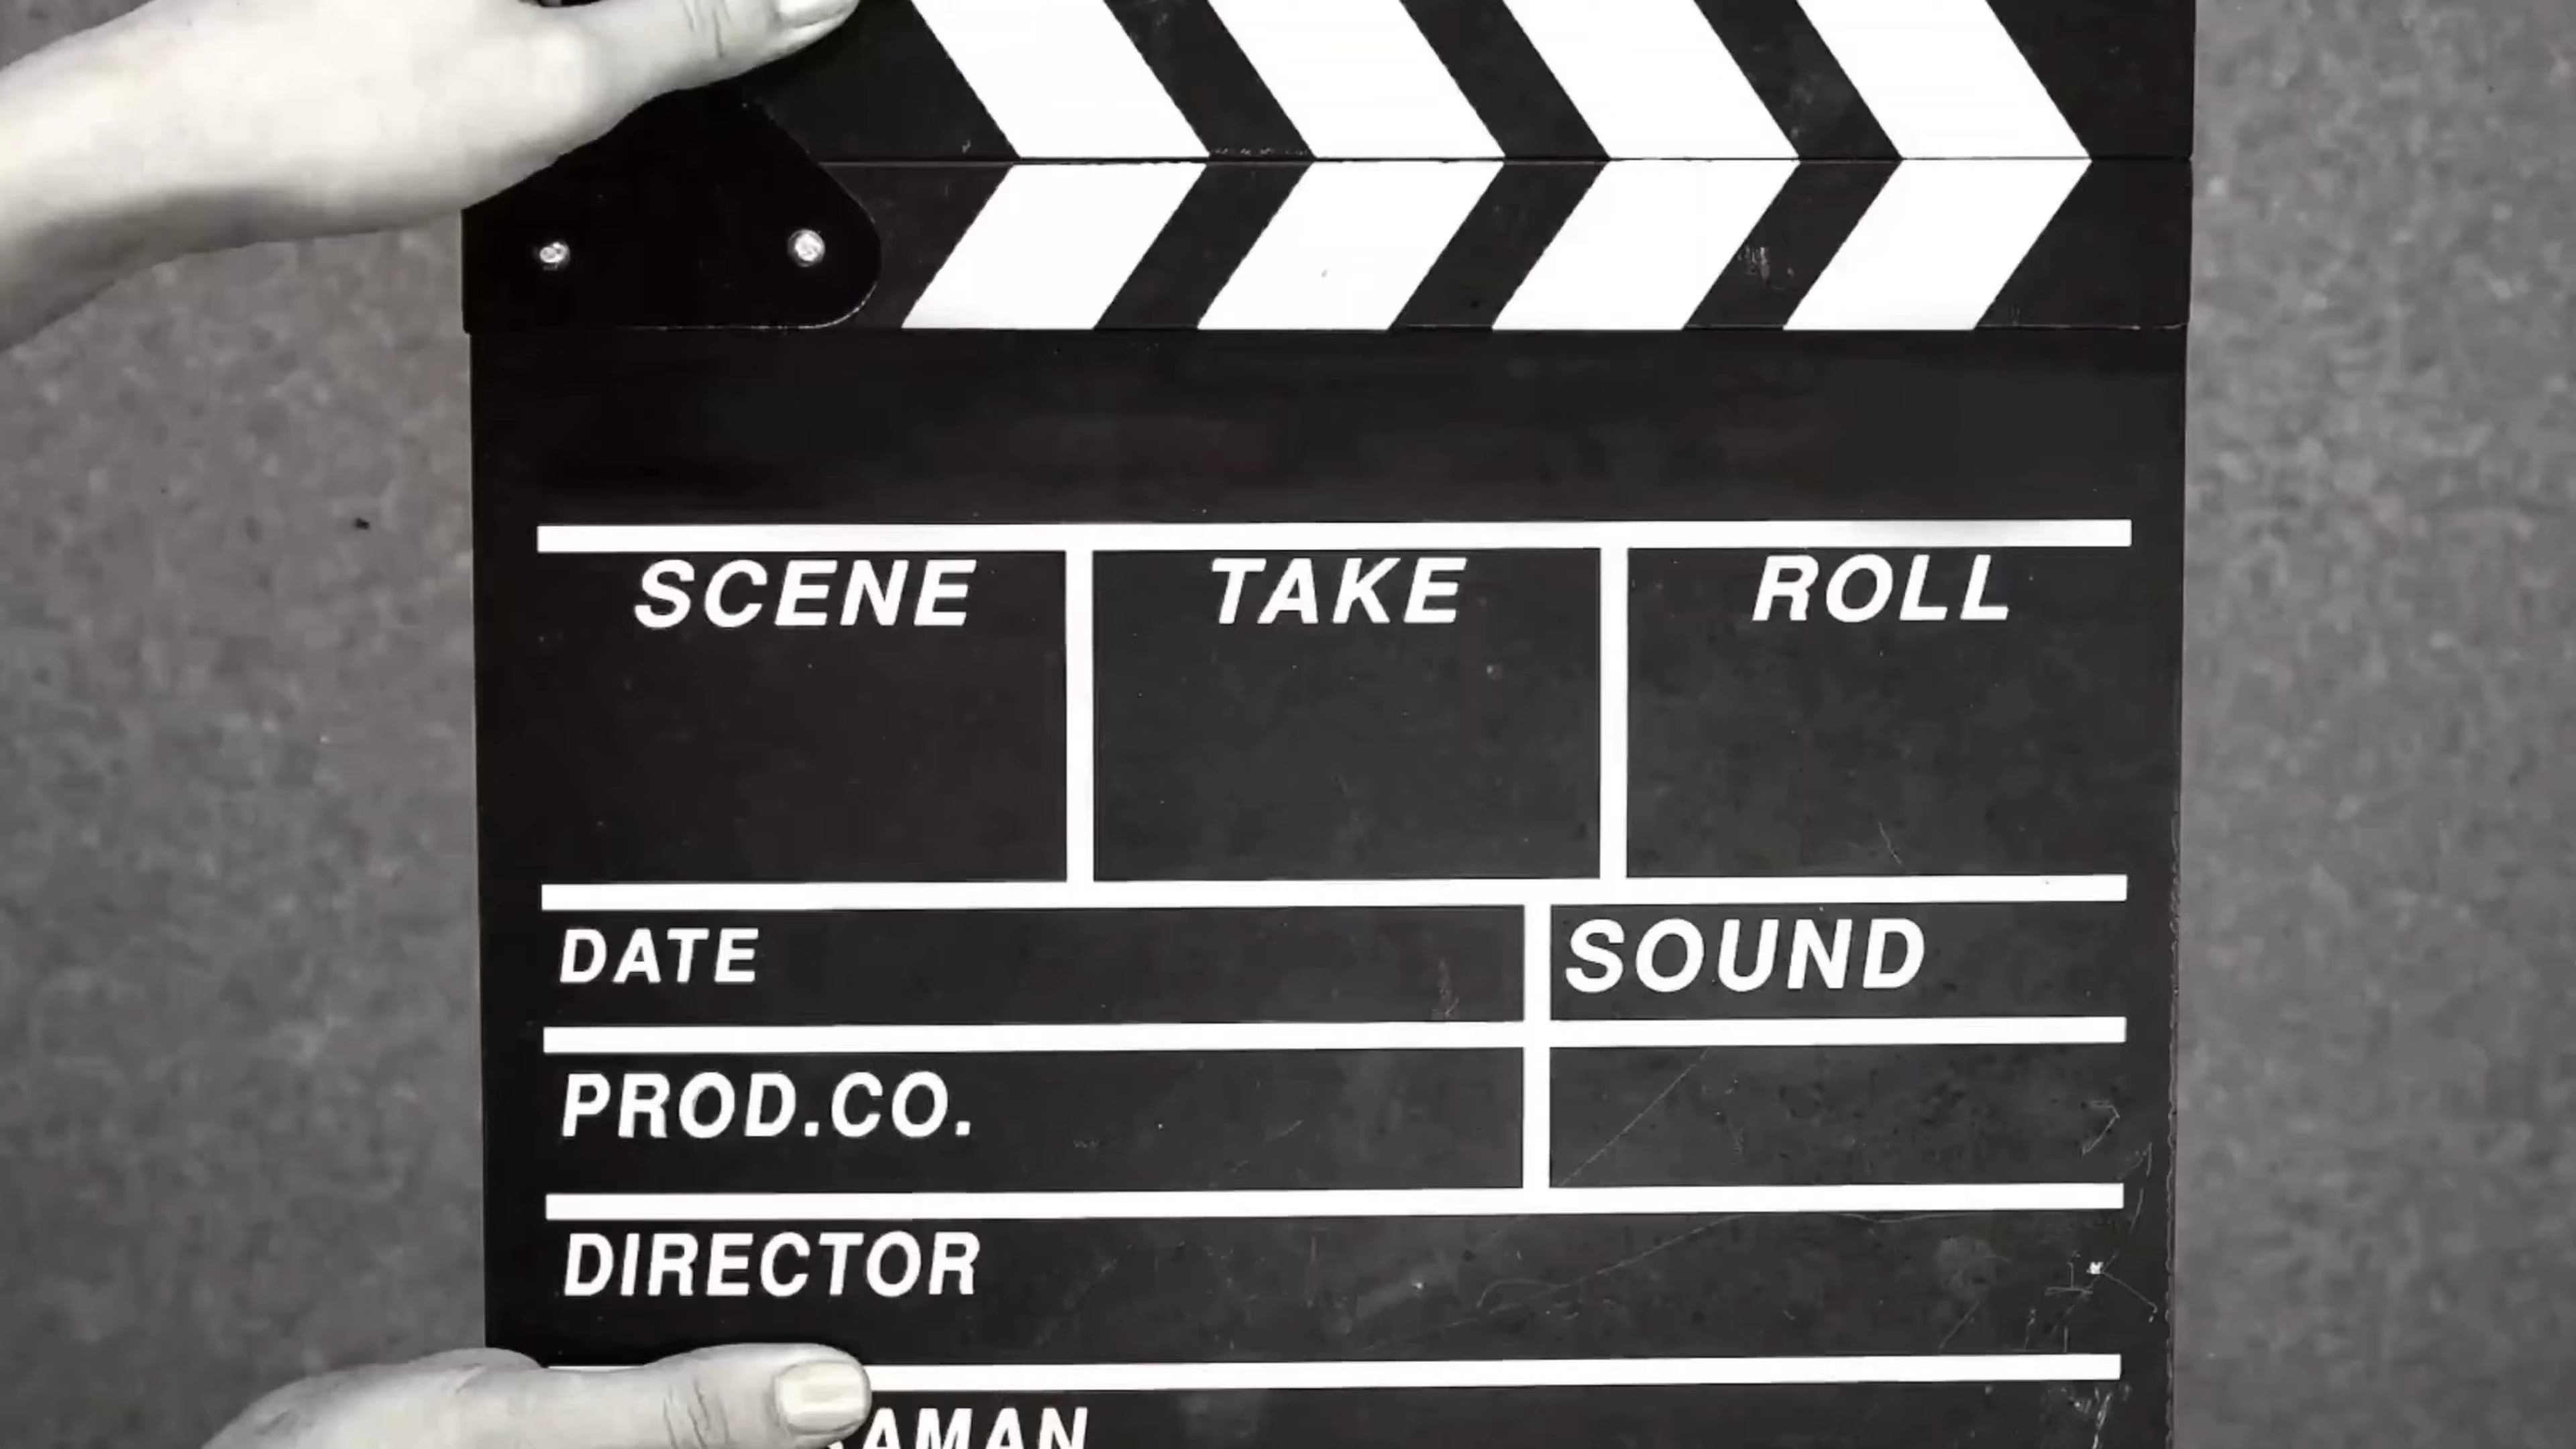 SCENE TAKE ROLL
DATE SOUND
PROD.CO.
DIRECTOR